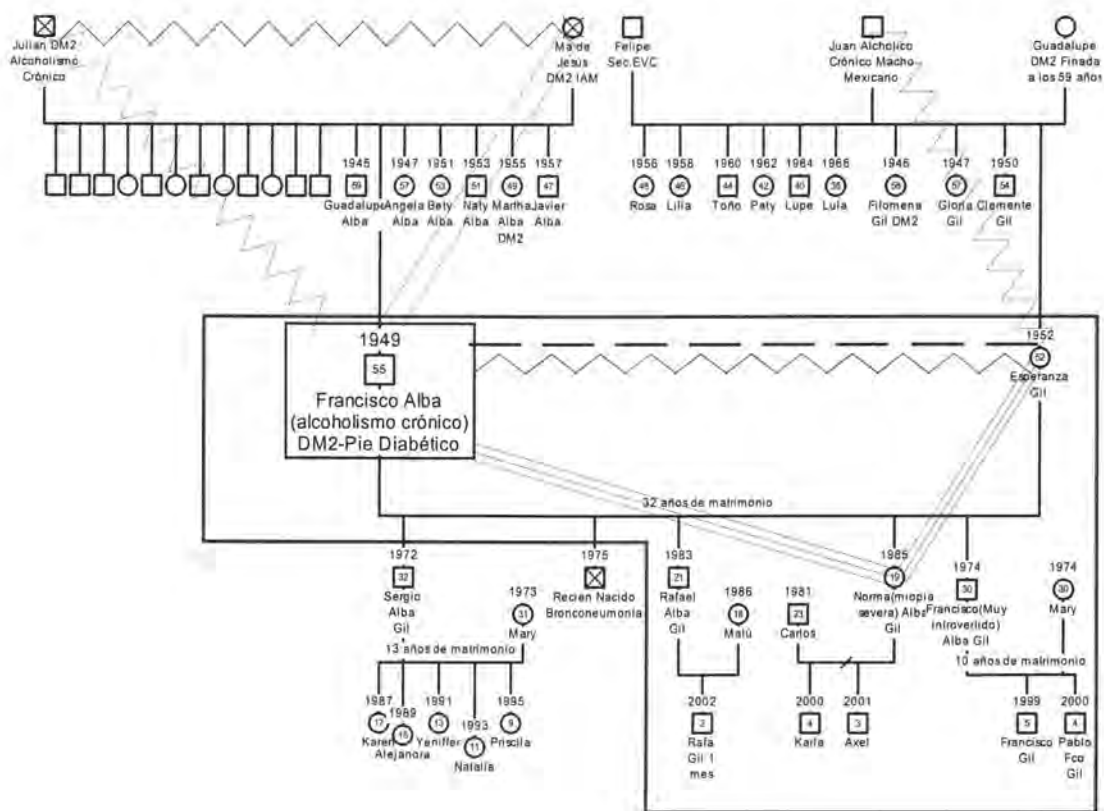 Julian DM2
Alcoholismo
Crónico
Ma de
Jesús
DM2 IAM
Felipe
Sec.EVC
Juan Alchólico
Crónico Macho
Mexicano
Guadalupe
DM2 Finada
a los 59 años
1945
59
Guadalupe
Alba
1947
57
Angela
Alba
1951
53
Bety
Alba
1953
51
Naty
Alba
1955
49
Martha
Alba
DM2
1957
47
Javier
Alba
1956
48
Rosa
1958
46
Lilia
1960
44
Toño
1962
42
Paty
1964
40
Lupe
1966
38
Lula
1946
58
Filomena
Gil DM2
1947
57
Gloria
Gil
1950
54
Clemente
Gil
1949
55
Francisco Alba
(alcoholismo crónico)
DM2-Pie Diabético
1952
52
Esperanza
Gil
32 años de matrimonio
1972
32
Sergio
Alba
Gil
1973
31
Mary
13 años de matrimonio
1975
Recien Nacido
Bronconeumonía
1983
21
Rafael
Alba
Gil
1986
18
Malú
1981
23
Carlos
1985
19
Norma(miopia
severa) Alba
Gil
1974
30
Francisco(Muy
introvertido)
Alba Gil
1974
30
Mary
10 años de matrimonio
1987
17
Karen
1989
15
Alejanora
1991
13
Yeniffer
1993
11
Natalia
1995
9
Priscila
2002
2
Rafa
Gil 1
mes
2000
4
Karla
2001
3
Axel
1999
5
Francisco
Gil
2000
4
Pablo
Fco
Gil